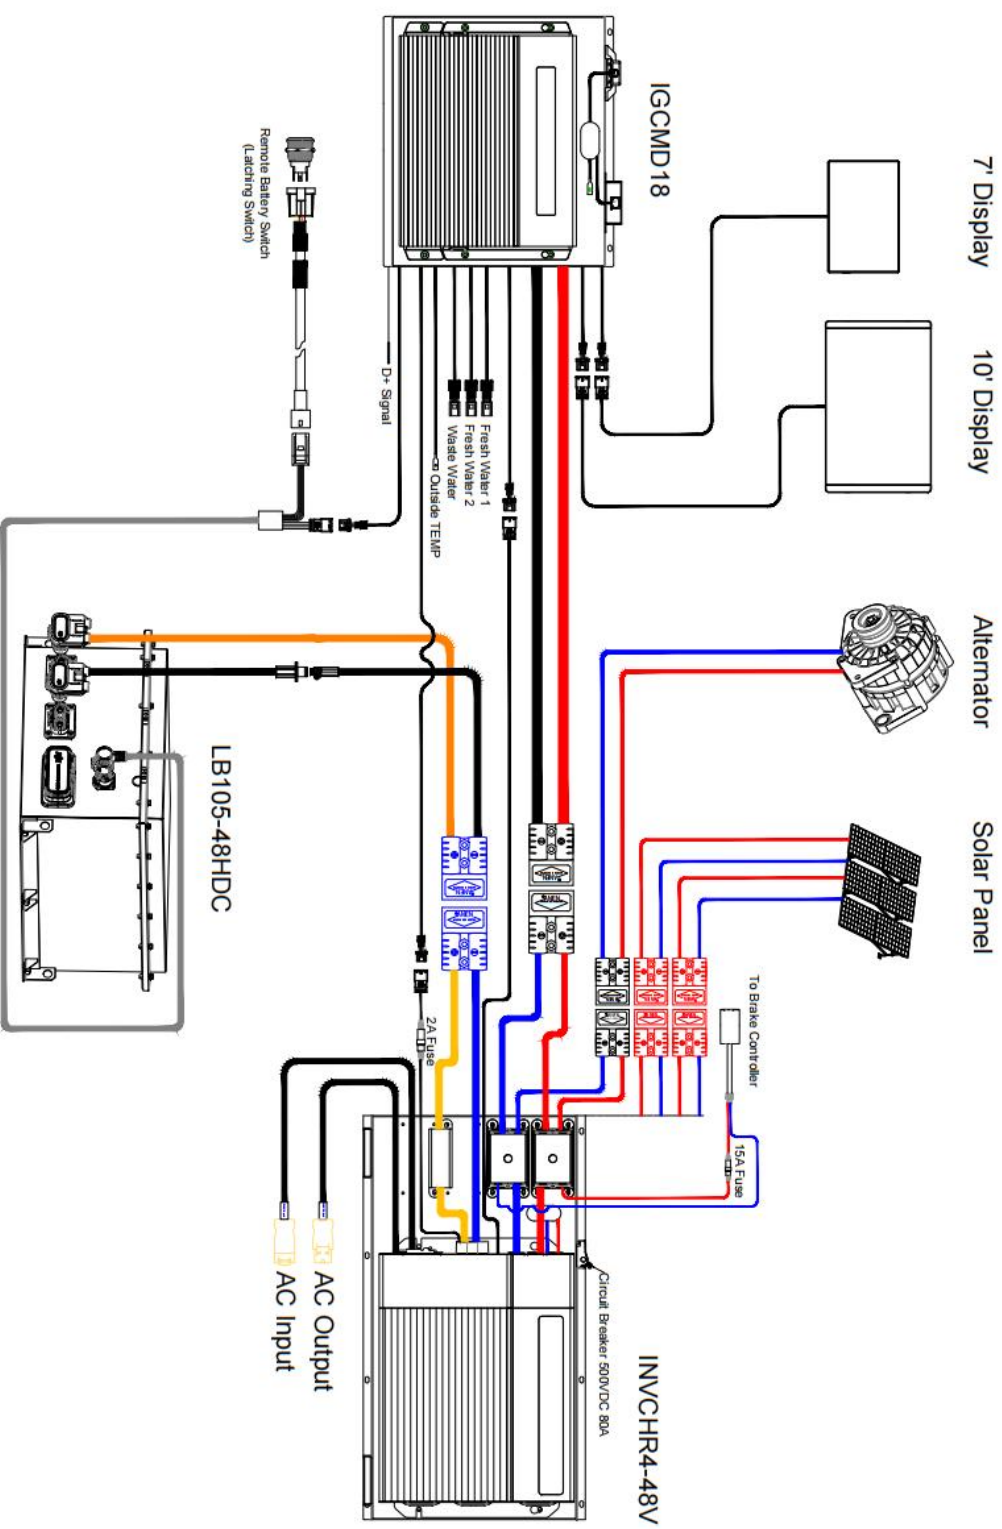 7' Display
10' Display
Alternator
Solar Panel
IGCMD18
To Brake Controller
15A Fuse
Circuit Breaker 500VDC 80A
INVCHR4-48V
Fresh Water 1
Fresh Water 2
Waste Water
Outside TEMP
D+ Signal
2A Fuse
Remote Battery Switch
(Latching Switch)
LB105-48HDC
AC Output
AC Input